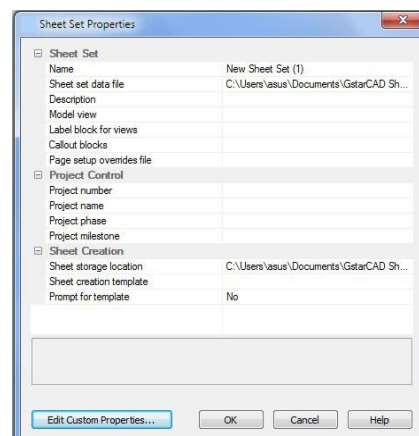 Sheet Set Properties
Sheet Set
Name New Sheet Set (1)
Sheet set data file C:\Users\asus\Documents\GstarCAD Sh...
Description
Model view
Label block for views
Callout blocks
Page setup overrides file
Project Control
Project number
Project name
Project phase
Project milestone
Sheet Creation
Sheet storage location C:\Users\asus\Documents\GstarCAD Sh...
Sheet creation template
Prompt for template No
Edit Custom Properties... OK Cancel Help